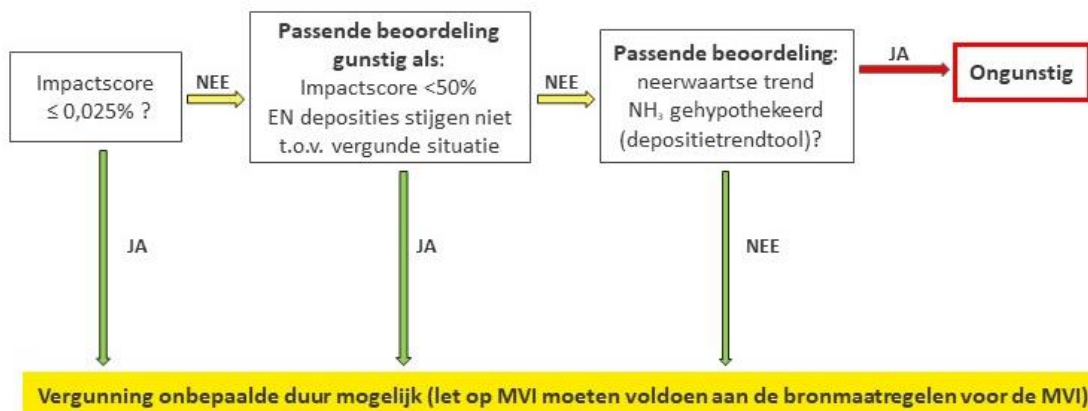 Impactscore
≤ 0,025% ?
NEE
Passende beoordeling
gunstig als:
Impactscore <50%
EN deposities stijgen niet
t.o.v. vergunde situatie
NEE
Passende beoordeling:
neerwaartse trend
NH₃ gehypothekeerd
(depositietrendtool)?
JA
Ongunstig
JA
JA
NEE
Vergunning onbepaalde duur mogelijk (let op MVI moeten voldoen aan de bronmaatregelen voor de MVI)